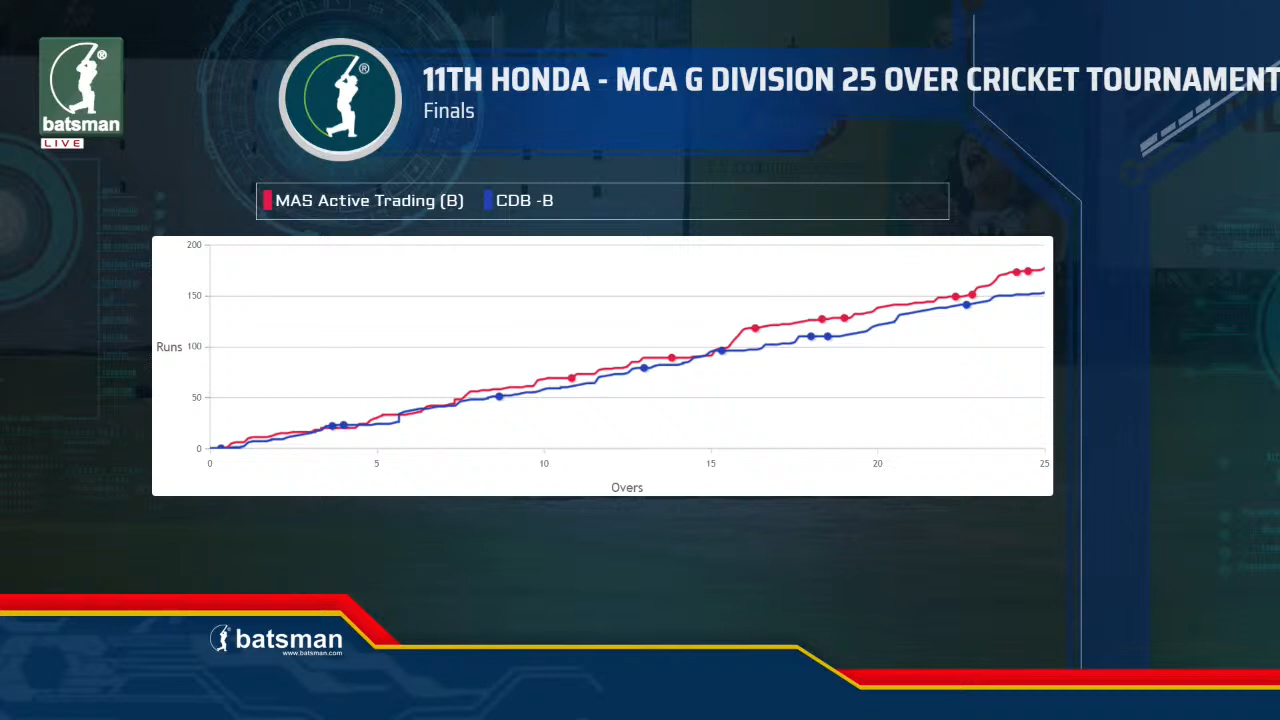 batsman
LIVE
11TH HONDA - MCA G DIVISION 25 OVER CRICKET TOURNAMENT
Finals
MAS Active Trading (B) CDB -B
200
150
Runs 100
50
0
0 5 10 15 20 25
Overs
batsman
www.batsman.com